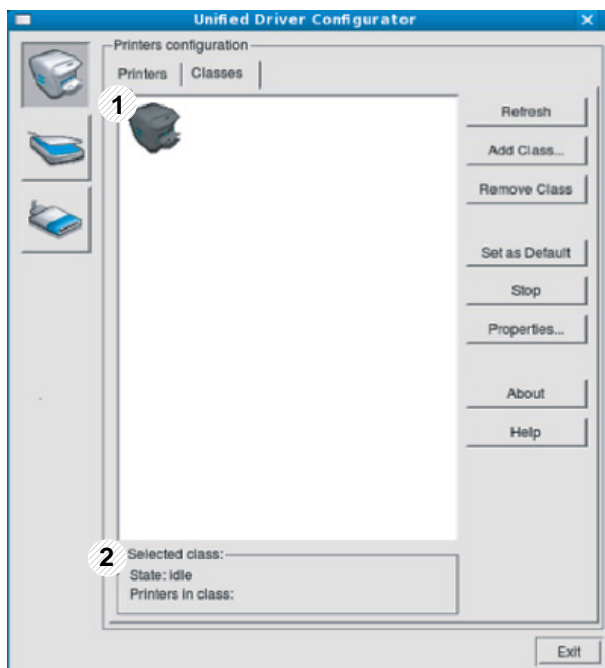 Unified Driver Configurator
Printers configuration
Printers
Classes
1
Refresh
Add Class...
Remove Class
Set as Default
Stop
Properties...
About
Help
2
Selected class:
State: idle
Printers in class:
Exit